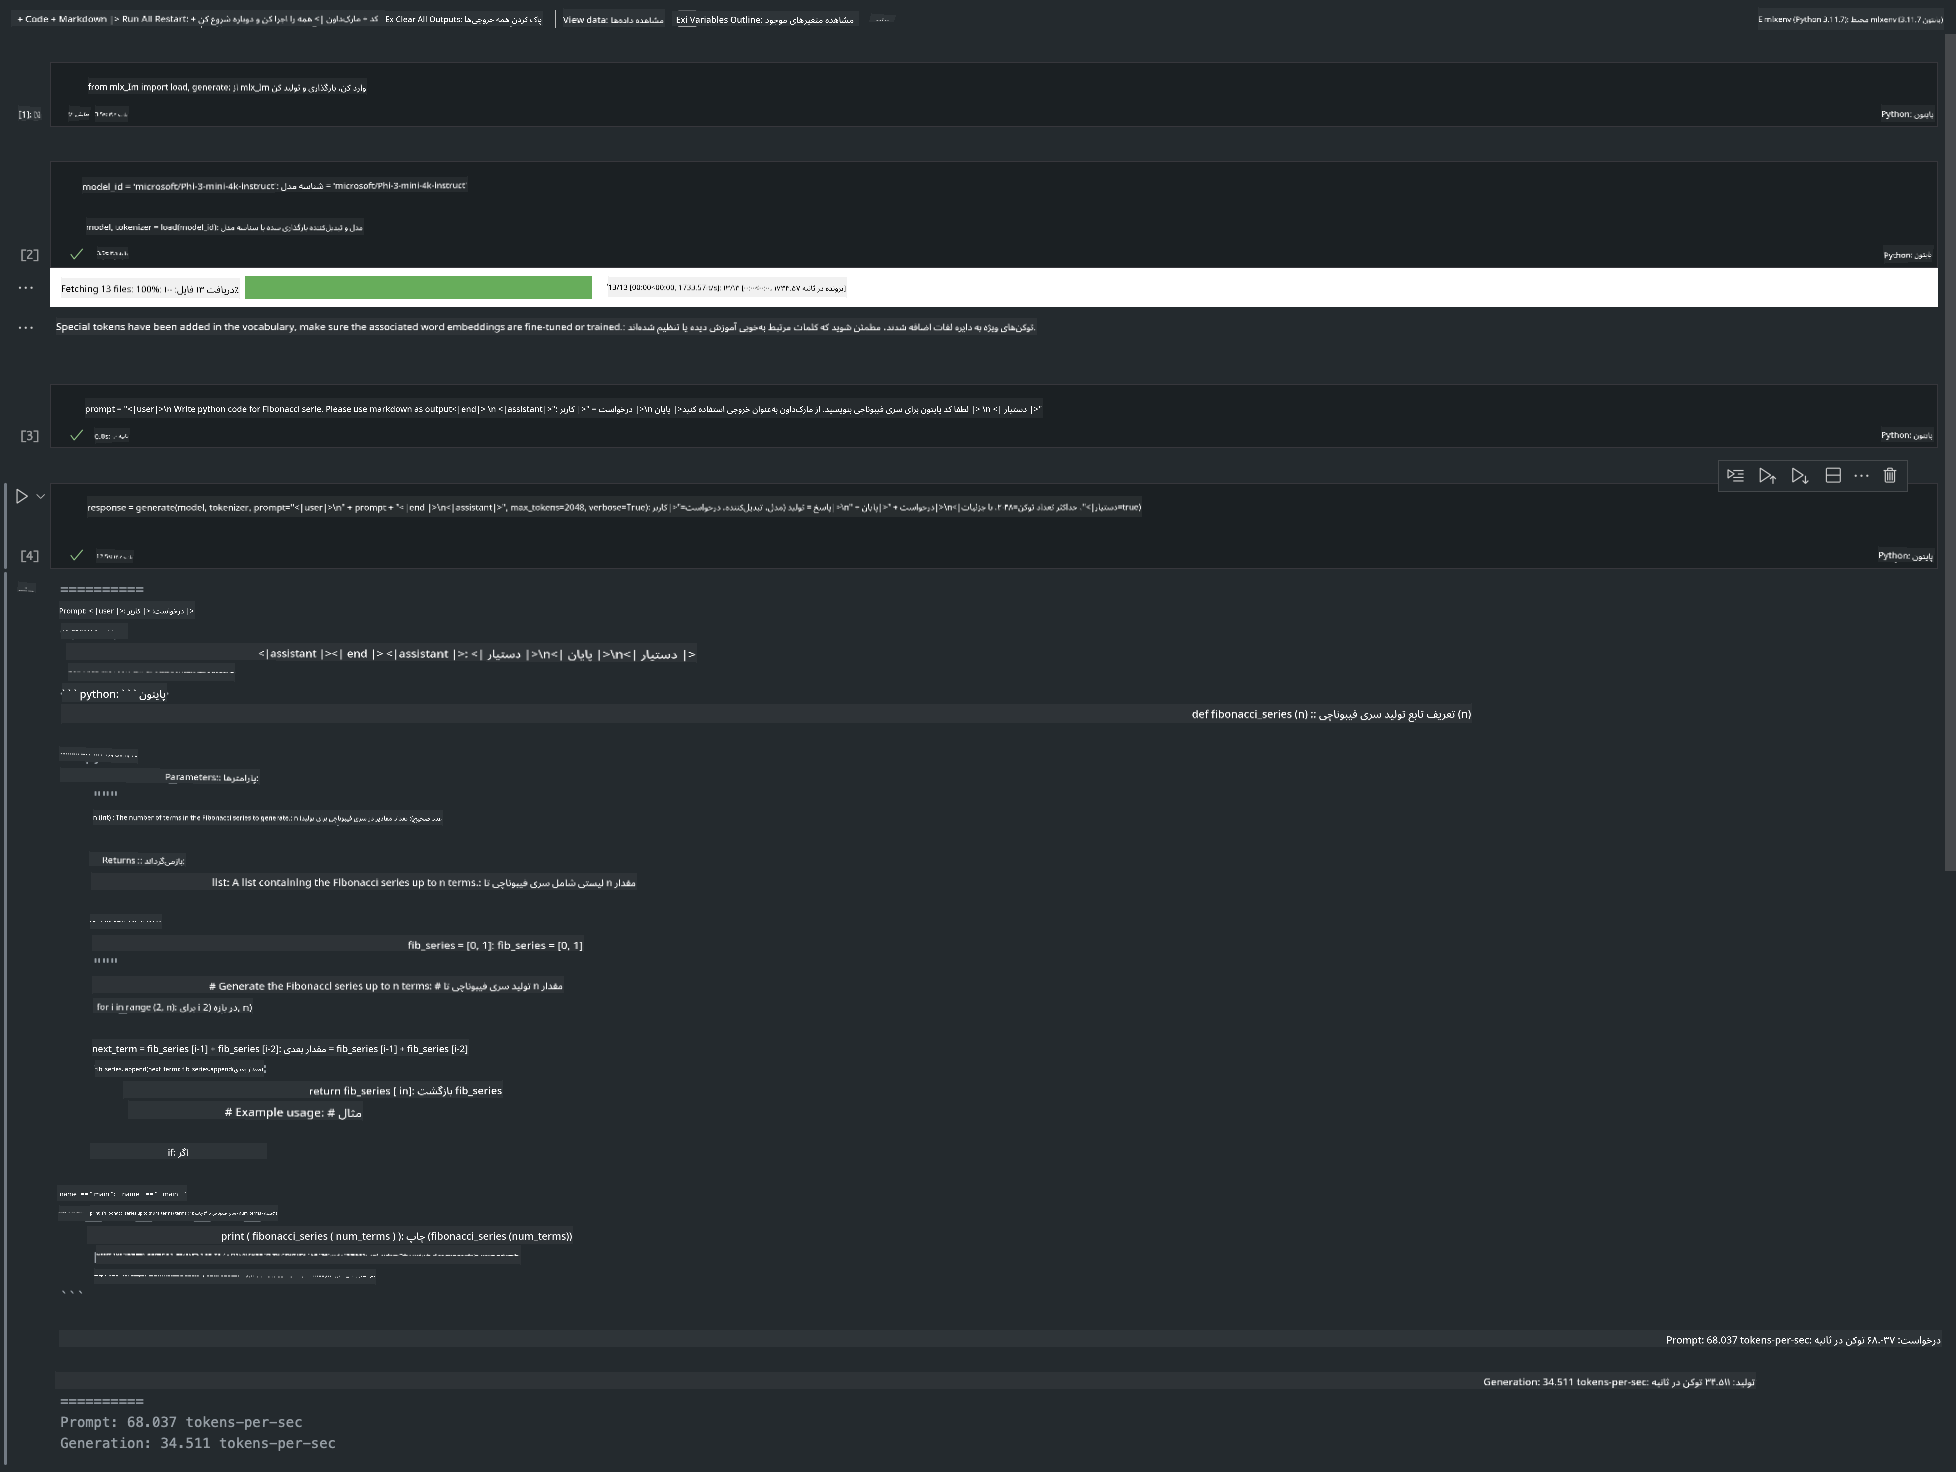 + Code + Markdown |> Run All Restart: + کد + مارک‌داون |> همه را اجرا کن و دوباره شروع کن Ex Clear All Outputs: پاک کردن همه خروجی‌ها View data: مشاهده داده‌ها Exi Variables Outline: مشاهده متغیرهای موجود E mlxenv (Python 3.11.7): محیط mlxenv (پایتون 3.11.7)
from mlx_lm import load, generate: از mlx_lm وارد کن، بارگذاری و تولید کن
[1]: Python: پایتون
model_id = 'microsoft/Phi-3-mini-4k-instruct': شناسه مدل = 'microsoft/Phi-3-mini-4k-instruct'
model, tokenizer = load(model_id): مدل و تبدیل‌کننده بارگذاری شده با شناسه مدل
[2] Python: پایتون
Fetching 13 files: 100%: دریافت ۱۳ فایل: ۱۰۰٪
Special tokens have been added in the vocabulary, make sure the associated word embeddings are fine-tuned or trained.: توکن‌های ویژه به دایره لغات اضافه شدند، مطمئن شوید که کلمات مرتبط به‌خوبی آموزش دیده یا تنظیم شده‌اند.
prompt = "<|user|>\n Write python code for Fibonacci serie. Please use markdown as output<|end|> \n <|assistant|>": درخواست = "<| کاربر |>\n لطفا کد پایتون برای سری فیبوناچی بنویسید. از مارک‌داون به‌عنوان خروجی استفاده کنید<| پایان |> \n <| دستیار |>"
[3] 0.0s: Python: پایتون
response = generate(model, tokenizer, prompt="<|user|>\n" + prompt + "<|end |>\n<|assistant|>", max_tokens=2048, verbose=True): پاسخ = تولید (مدل، تبدیل‌کننده، درخواست="<|کاربر|>\n" + درخواست + "<|پایان|>\n<|دستیار|>", حداکثر تعداد توکن=۲۰۴۸، با جزئیات=true)
[4] Python: پایتون
==========
Prompt: < |user |>: درخواست: <| کاربر |>
<|assistant |><| end |> <|assistant |>: <| دستیار |>\n<| پایان |>\n<| دستیار |>
```python: ```پایتون
def fibonacci_series (n) :: تعریف تابع تولید سری فیبوناچی (n)
Parameters:: پارامترها:
"""
n (int) : The number of terms in the Fibonacci series to generate.: n (عدد صحیح): تعداد مقادیر در سری فیبوناچی برای تولید
Returns :: بازمی‌گرداند:
list: A list containing the Fibonacci series up to n terms.: لیستی شامل سری فیبوناچی تا n مقدار
fib_series = [0, 1]: fib_series = [0, 1]
"""
# Generate the Fibonacci series up to n terms: # تولید سری فیبوناچی تا n مقدار
for i in range (2, n): برای i در بازه (2, n)
next_term = fib_series [i-1] + fib_series [i-2]: مقدار بعدی = fib_series [i-1] + fib_series [i-2]
fib_series.append(next_term): fib_series.append(مقدار بعدی)
return fib_series [ in]: بازگشت fib_series
# Example usage: # مثال
if: اگر
print ( fibonacci_series ( num_terms ) ): چاپ (fibonacci_series (num_terms))
```
Prompt: 68.037 tokens-per-sec: درخواست: ۶۸.۰۳۷ توکن در ثانیه
Generation: 34.511 tokens-per-sec: تولید: ۳۴.۵۱۱ توکن در ثانیه
==========
Prompt: 68.037 tokens-per-sec
Generation: 34.511 tokens-per-sec